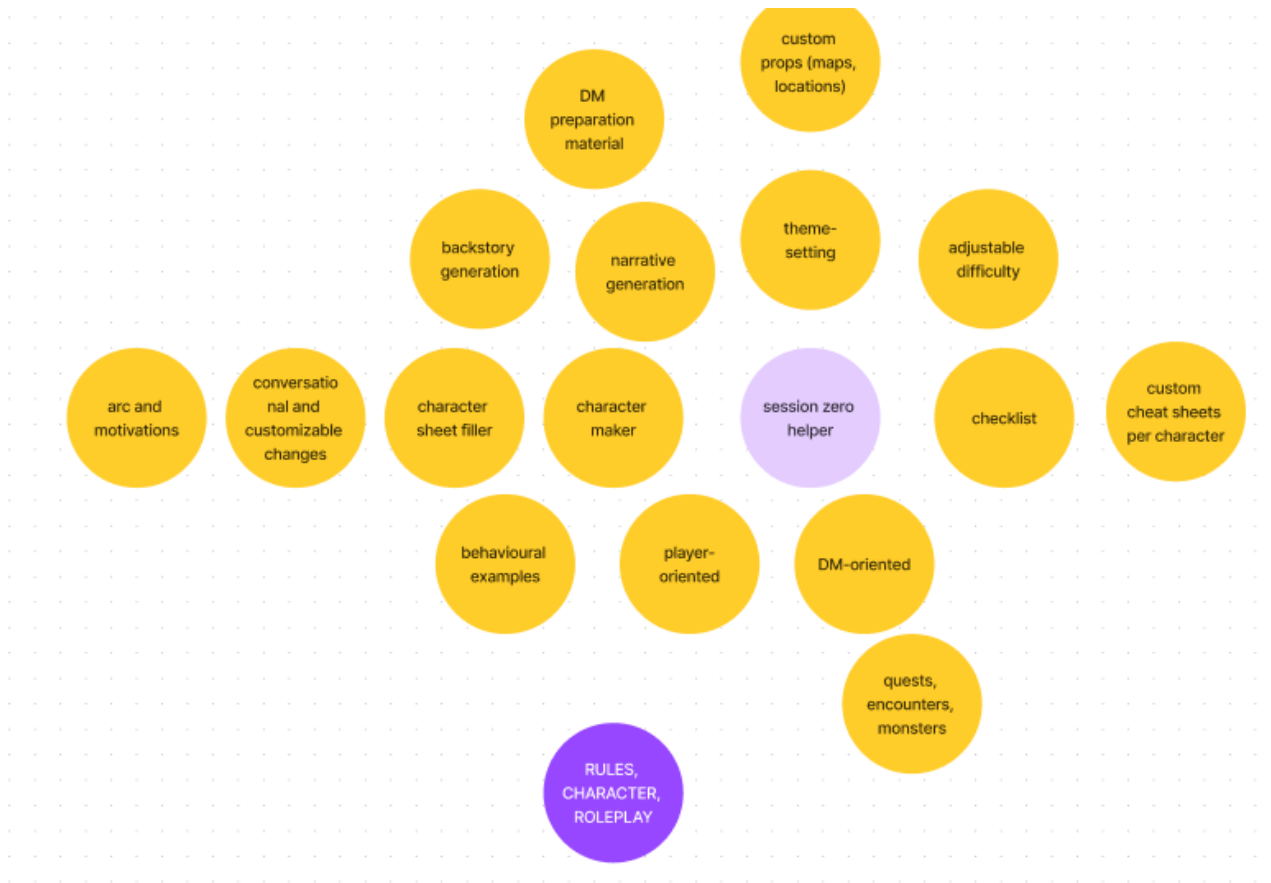 custom
props (maps,
locations)
DM
preparation
material
backstory
generation
narrative
generation
theme-
setting
adjustable
difficulty
arc and
motivations
conversatio
nal and
customizable
changes
character
sheet filler
character
maker
session zero
helper
checklist
custom
cheat sheets
per character
behavioural
examples
player-
oriented
DM-oriented
quests,
encounters,
monsters
RULES,
CHARACTER,
ROLEPLAY